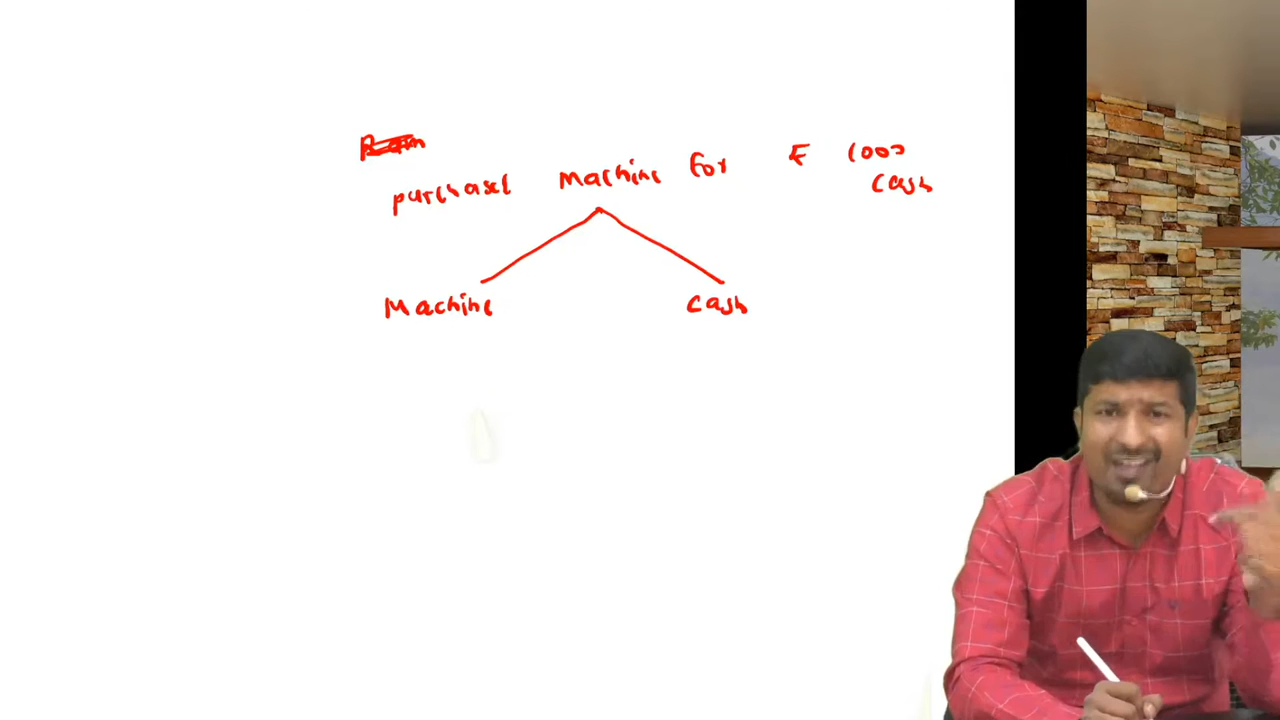 purchased Machine for ₹ 1000
cash
Machine cash